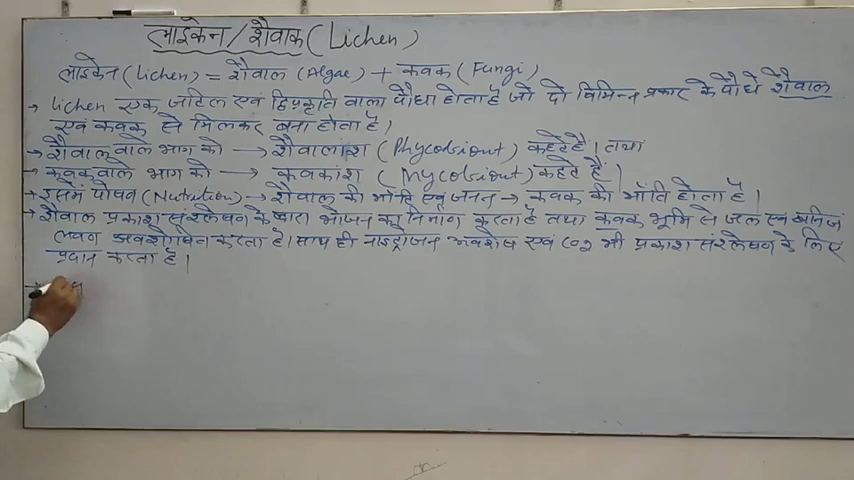 लाइकेन/शैवाक (Lichen)
लाइकेन (Lichen) = शैवाल (Algae) + कवक (Fungi)
→ Lichen एक जटिल एवं द्विप्रकृति वाला पौधा होता है जो दो विभिन्न प्रकार के पौधे शैवाल
एवं कवक से मिलकर बना होता है।
→ शैवाल वाले भाग को → शैवालांश (Phycobiont) कहते हैं। तथा
→ कवकवाले भाग को → कवकांश (Mycobiont) कहते हैं।
→ इसमें पोषण (Nutrition) → शैवाल की भाँति एवं जनन → कवक की भाँति होता है।
→ शैवाल प्रकाश संश्लेषण के द्वारा भोजन का निर्माण करता है तथा कवक भूमि से जल एवं खनिज
लवण अवशोषित करता है। साथ ही नाइट्रोजन अवशेष एवं CO2 भी प्रकाश संश्लेषण के लिए
प्रदान करता है।
→